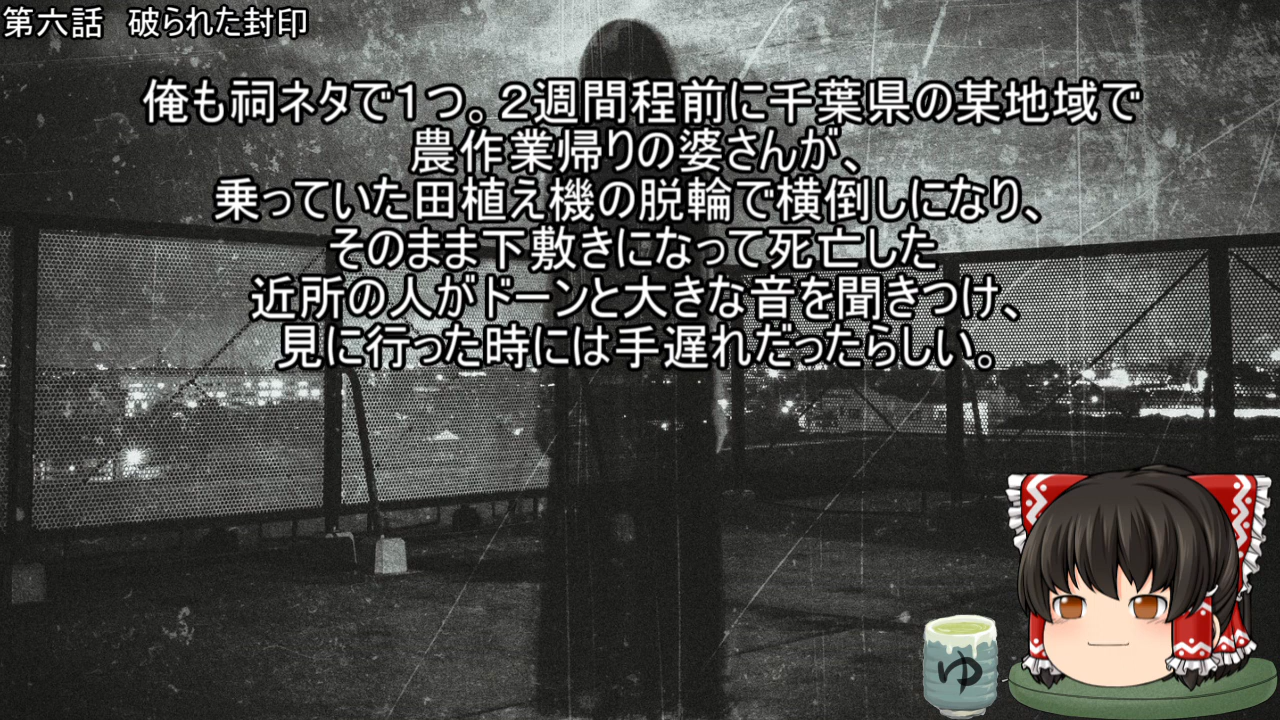 第六話　破られた封印
俺も祠ネタで１つ。２週間程前に千葉県の某地域で
農作業帰りの婆さんが、
乗っていた田植え機の脱輪で横倒しになり、
そのまま下敷きになって死亡した
近所の人がドーンと大きな音を聞きつけ、
見に行った時には手遅れだったらしい。
ゆ